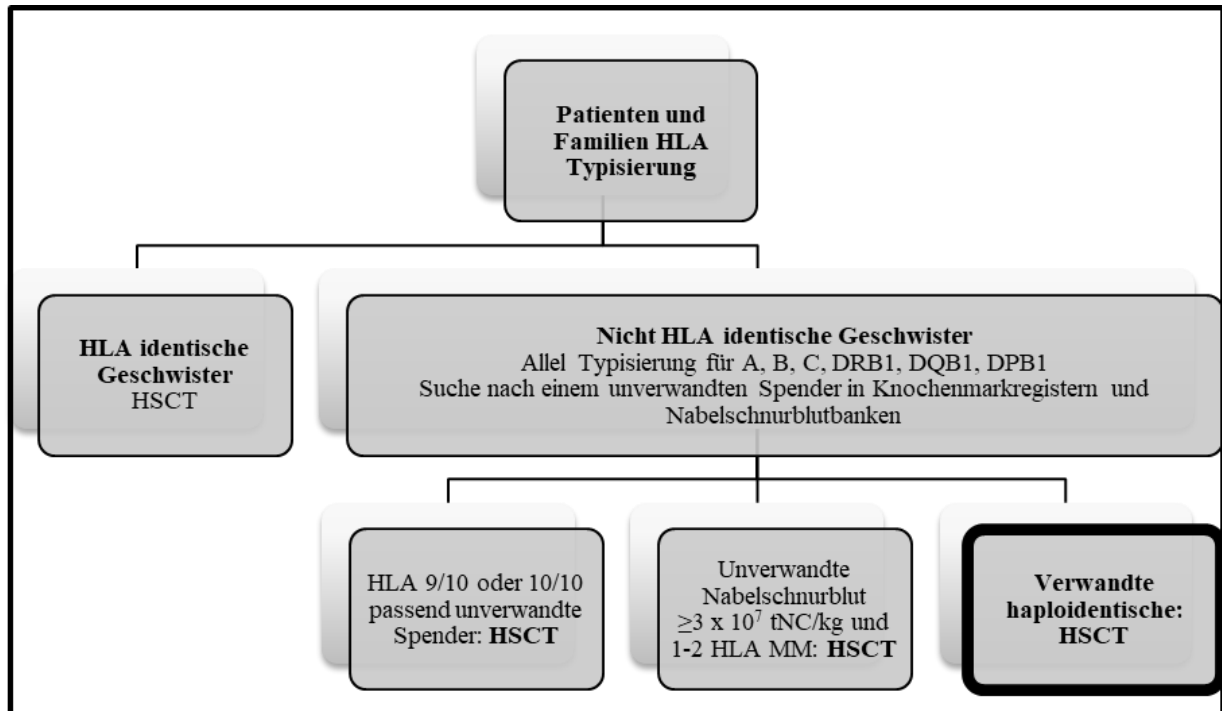 Patienten und
Familien HLA
Typisierung
HLA identische
Geschwister
HSCT
Nicht HLA identische Geschwister
Allel Typisierung für A, B, C, DRB1, DQB1, DPB1
Suche nach einem unverwandten Spender in Knochenmarkregistern und
Nabelschnurblutbanken
HLA 9/10 oder 10/10
passend unverwandte
Spender: HSCT
Unverwandte
Nabelschnurblut
≥3 x 10⁷ tNC/kg und
1-2 HLA MM: HSCT
Verwandte
haploidentische:
HSCT